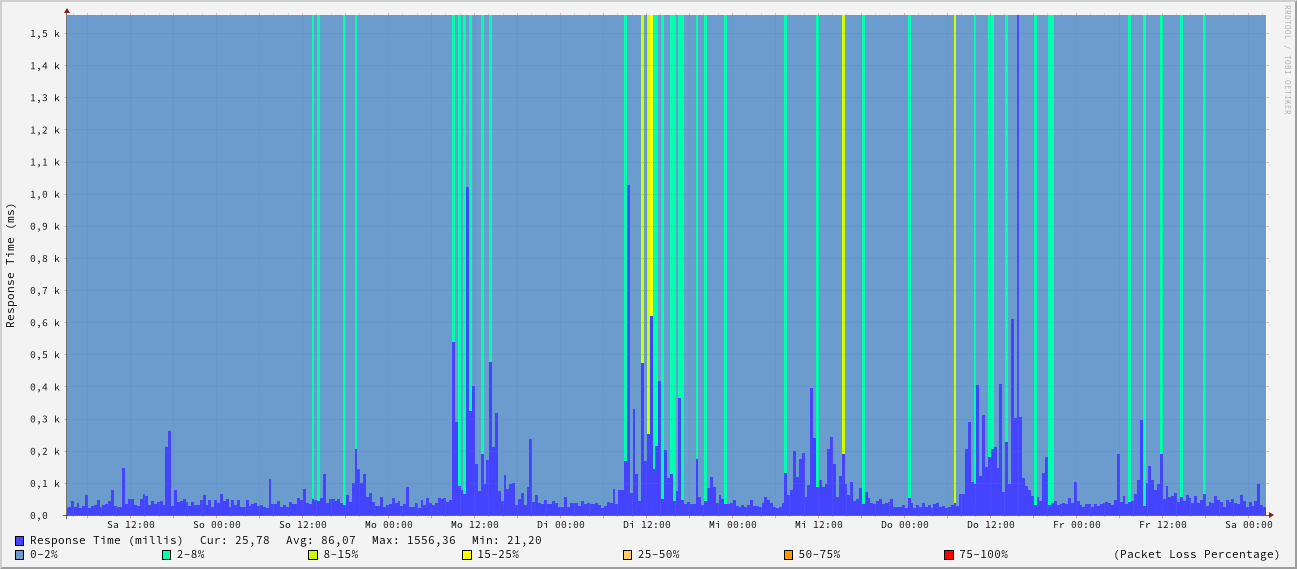 RRDTOOL / TOBI OETIKER
Response Time (ms)
1,5 k
1,4 k
1,3 k
1,2 k
1,1 k
1,0 k
0,9 k
0,8 k
0,7 k
0,6 k
0,5 k
0,4 k
0,3 k
0,2 k
0,1 k
0,0
Sa 12:00 So 00:00 So 12:00 Mo 00:00 Mo 12:00 Di 00:00 Di 12:00 Mi 00:00 Mi 12:00 Do 00:00 Do 12:00 Fr 00:00 Fr 12:00 Sa 00:00
Response Time (millis) Cur: 25,78 Avg: 86,07 Max: 1556,36 Min: 21,20
0-2% 2-8% 8-15% 15-25% 25-50% 50-75% 75-100% (Packet Loss Percentage)